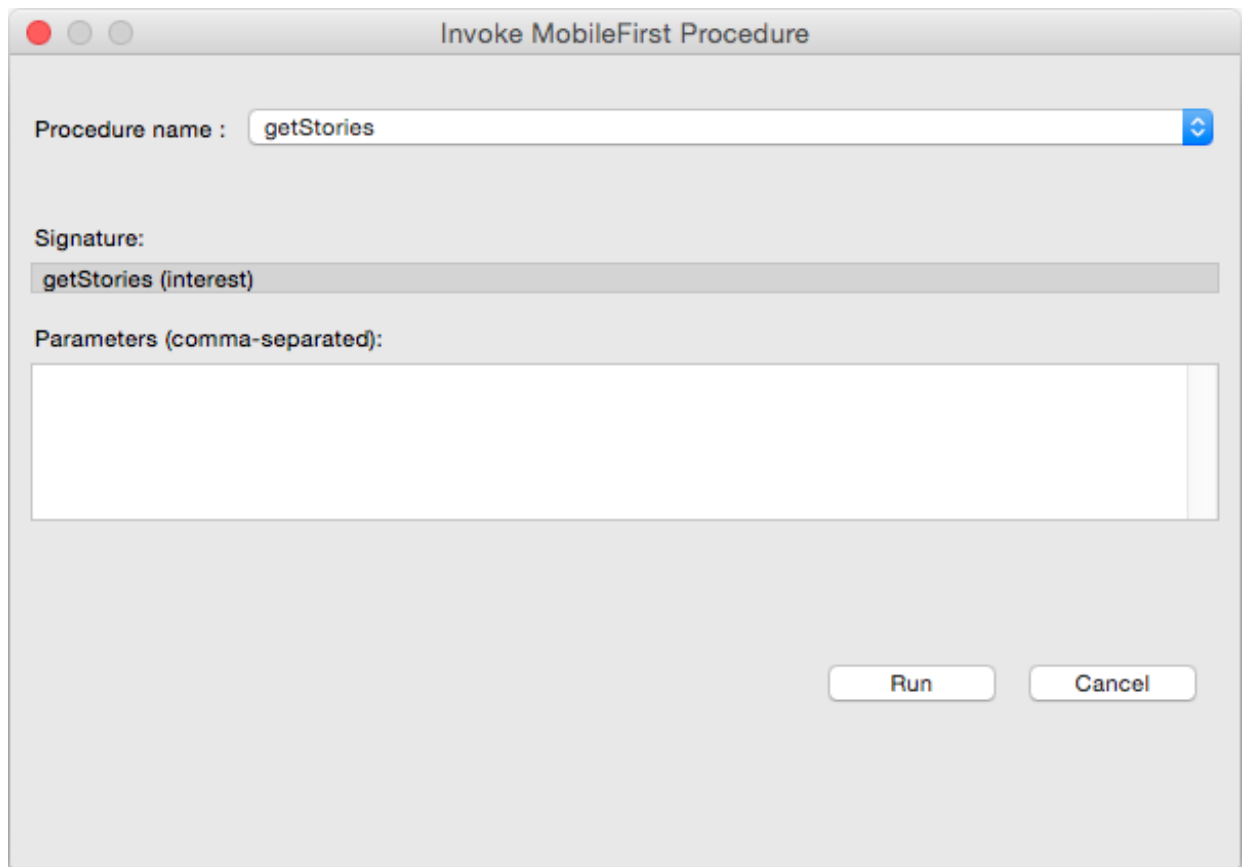 Invoke MobileFirst Procedure
Procedure name : getStories
Signature:
getStories (interest)
Parameters (comma-separated):
Run Cancel